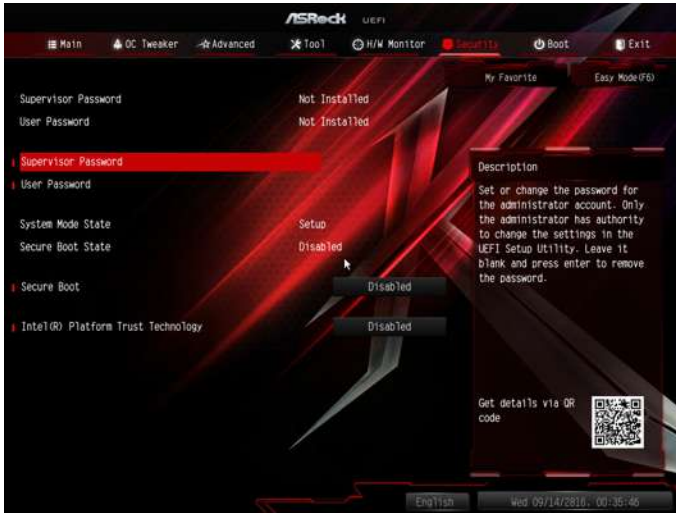 ASRock UEFI
Main OC Tweaker Advanced Tool H/W Monitor Security Boot Exit
My Favorite Easy Mode(F6)
Supervisor Password Not Installed
User Password Not Installed
Supervisor Password
User Password
System Mode State Setup
Secure Boot State Disabled
Secure Boot Disabled
Intel(R) Platform Trust Technology Disabled
Description
Set or change the password for
the administrator account. Only
the administrator has authority
to change the settings in the
UEFI Setup Utility. Leave it
blank and press enter to remove
the password.
Get details via QR
code
English Wed 09/14/2816. 00:35:46